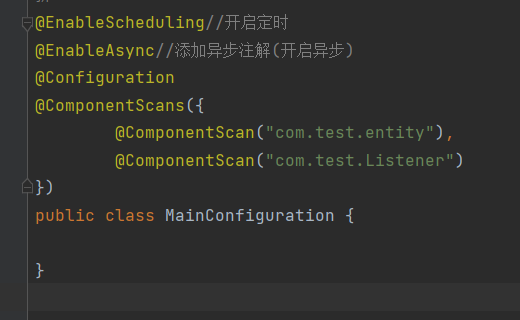 @EnableScheduling//开启定时
@EnableAsync//添加异步注解(开启异步)
@Configuration
@ComponentScans({
        @ComponentScan("com.test.entity"),
        @ComponentScan("com.test.Listener")
})
public class MainConfiguration {

}